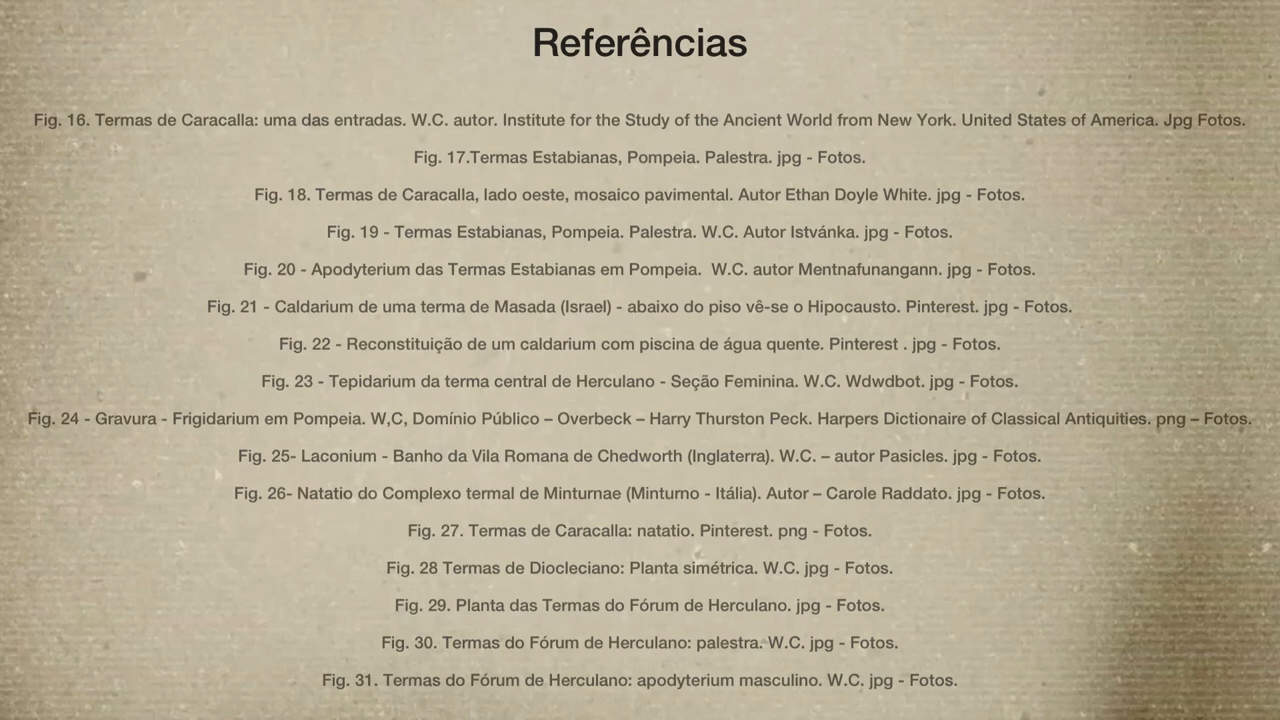 Referências
Fig. 16. Termas de Caracalla: uma das entradas. W.C. autor. Institute for the Study of the Ancient World from New York. United States of America. Jpg Fotos.
Fig. 17.Termas Estabianas, Pompeia. Palestra. jpg - Fotos.
Fig. 18. Termas de Caracalla, lado oeste, mosaico pavimental. Autor Ethan Doyle White. jpg - Fotos.
Fig. 19 - Termas Estabianas, Pompeia. Palestra. W.C. Autor Istvánka. jpg - Fotos.
Fig. 20 - Apodyterium das Termas Estabianas em Pompeia.  W.C. autor Mentnafunangann. jpg - Fotos.
Fig. 21 - Caldarium de uma terma de Masada (Israel) - abaixo do piso vê-se o Hipocausto. Pinterest. jpg - Fotos.
Fig. 22 - Reconstituição de um caldarium com piscina de água quente. Pinterest . jpg - Fotos.
Fig. 23 - Tepidarium da terma central de Herculano - Seção Feminina. W.C. Wdwdbot. jpg - Fotos.
Fig. 24 - Gravura - Frigidarium em Pompeia. W,C, Domínio Público – Overbeck – Harry Thurston Peck. Harpers Dictionaire of Classical Antiquities. png – Fotos.
Fig. 25- Laconium - Banho da Vila Romana de Chedworth (Inglaterra). W.C. – autor Pasicles. jpg - Fotos.
Fig. 26- Natatio do Complexo termal de Minturnae (Minturno - Itália). Autor – Carole Raddato. jpg - Fotos.
Fig. 27. Termas de Caracalla: natatio. Pinterest. png - Fotos.
Fig. 28 Termas de Diocleciano: Planta simétrica. W.C. jpg - Fotos.
Fig. 29. Planta das Termas do Fórum de Herculano. jpg - Fotos.
Fig. 30. Termas do Fórum de Herculano: palestra. W.C. jpg - Fotos.
Fig. 31. Termas do Fórum de Herculano: apodyterium masculino. W.C. jpg - Fotos.